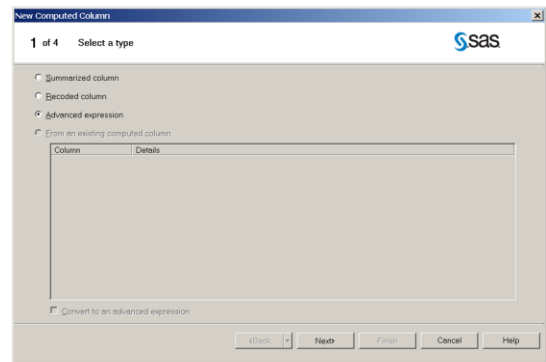 New Computed Column
1 of 4 Select a type
sas
Summarized column
Recoded column
Advanced expression
From an existing computed column
Column Details
Convert to an advanced expression
<Back Next> Finish Cancel Help